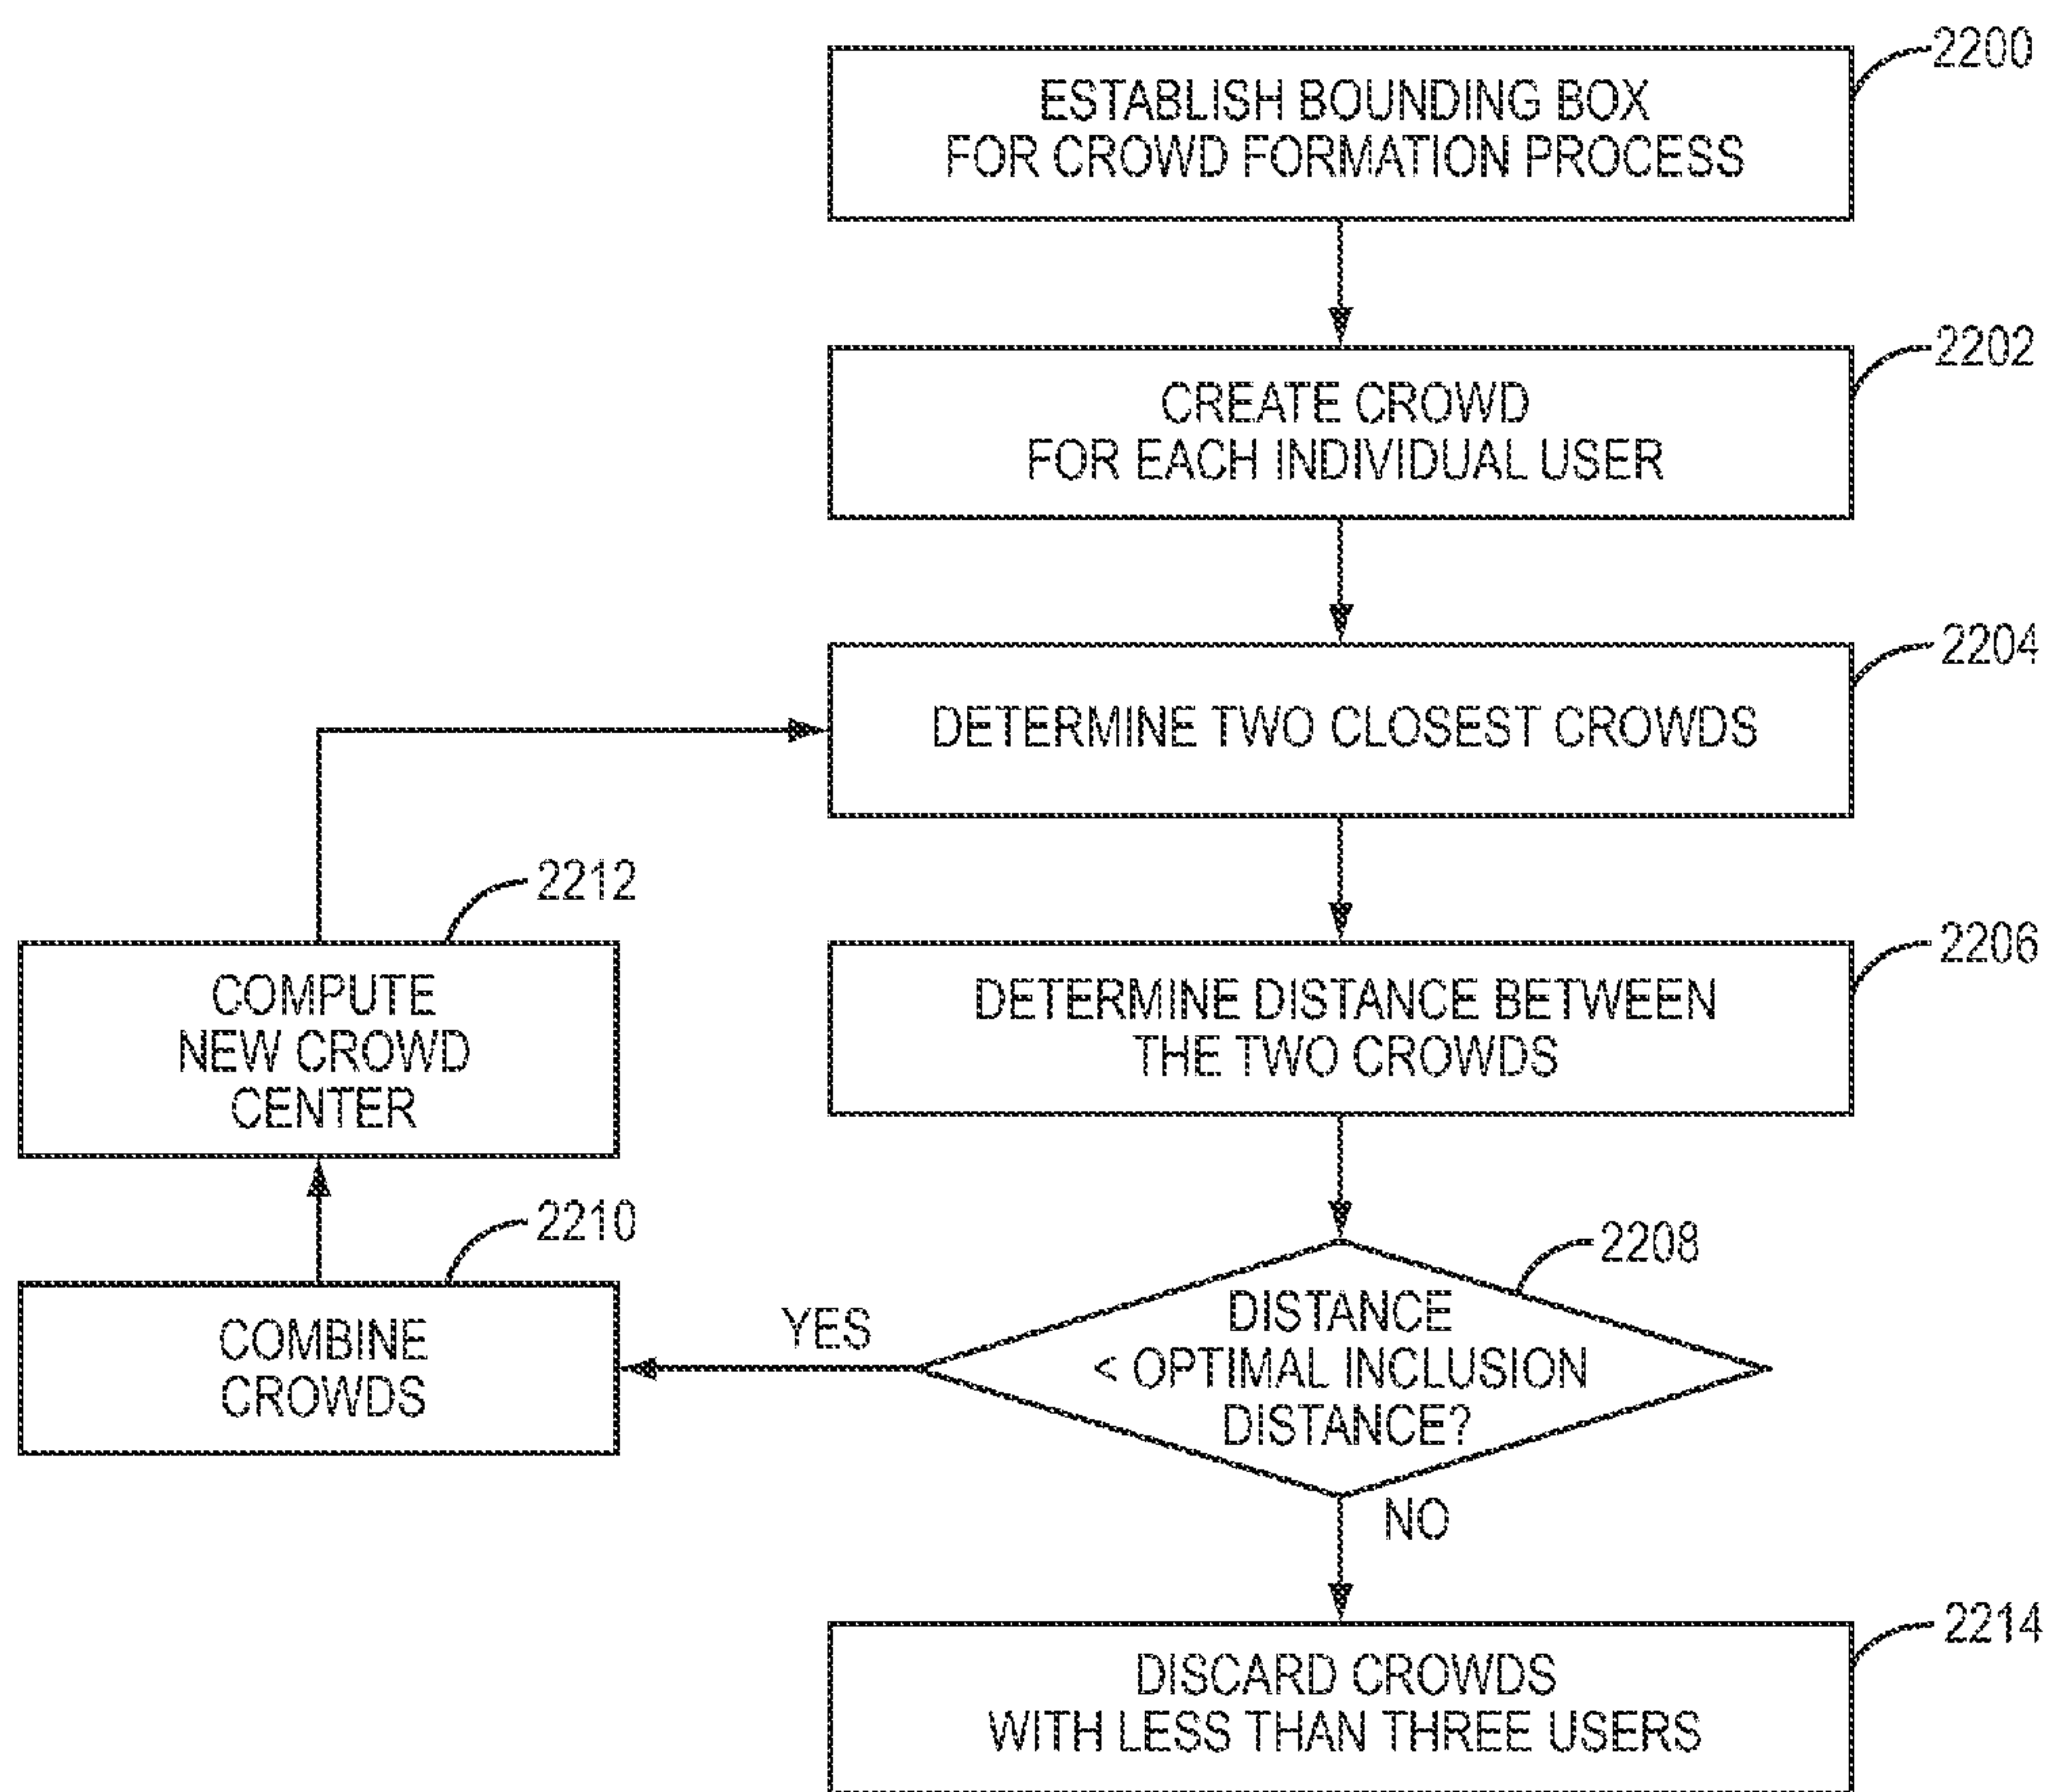 2200
ESTABLISH BOUNDING BOX
FOR CROWD FORMATION PROCESS
2202
CREATE CROWD
FOR EACH INDIVIDUAL USER
2204
DETERMINE TWO CLOSEST CROWDS
2212
COMPUTE
NEW CROWD
CENTER
2206
DETERMINE DISTANCE BETWEEN
THE TWO CROWDS
2210
COMBINE
CROWDS
YES
2208
DISTANCE
< OPTIMAL INCLUSION
DISTANCE?
NO
2214
DISCARD CROWDS
WITH LESS THAN THREE USERS